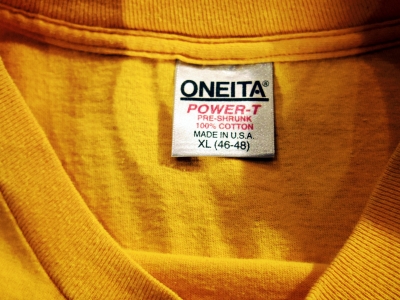 ONEITA®
POWER-T
PRE-SHRUNK
100% COTTON
MADE IN U.S.A.
XL (46-48)